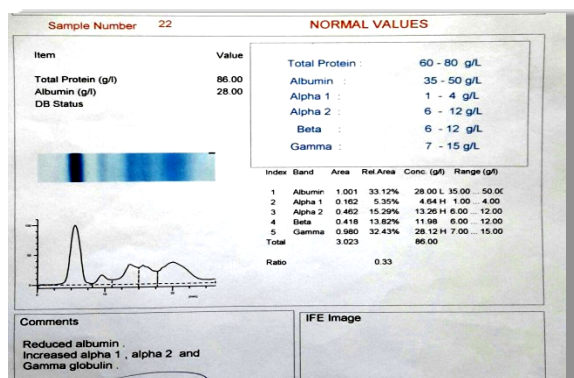 Sample Number 22
NORMAL VALUES
Item Value
Total Protein (g/l) 86.00
Albumin (g/l) 28.00
DB Status
Total Protein : 60 - 80 g/L
Albumin : 35 - 50 g/L
Alpha 1 : 1 - 4 g/L
Alpha 2 : 6 - 12 g/L
Beta 6 - 12 g/L
Gamma : 7 - 15 g/L
Index Band Area Rel.Area Conc. (g/l) Range (g/l)
1 Albumin 1.001 33.12% 28.00 L 35.00 ... 50.00
2 Alpha 1 0.162 5.35% 4.64 H 1.00 ... 4.00
3 Alpha 2 0.462 15.29% 13.26 H 6.00 ... 12.00
4 Beta 0.418 13.82% 11.98 6.00 ... 12.00
5 Gamma 0.980 32.43% 28.12 H 7.00 ... 15.00
Total 3.023 86.00
Ratio 0.33
Comments
IFE Image
Reduced albumin .
Increased alpha 1 , alpha 2 and
Gamma globulin .